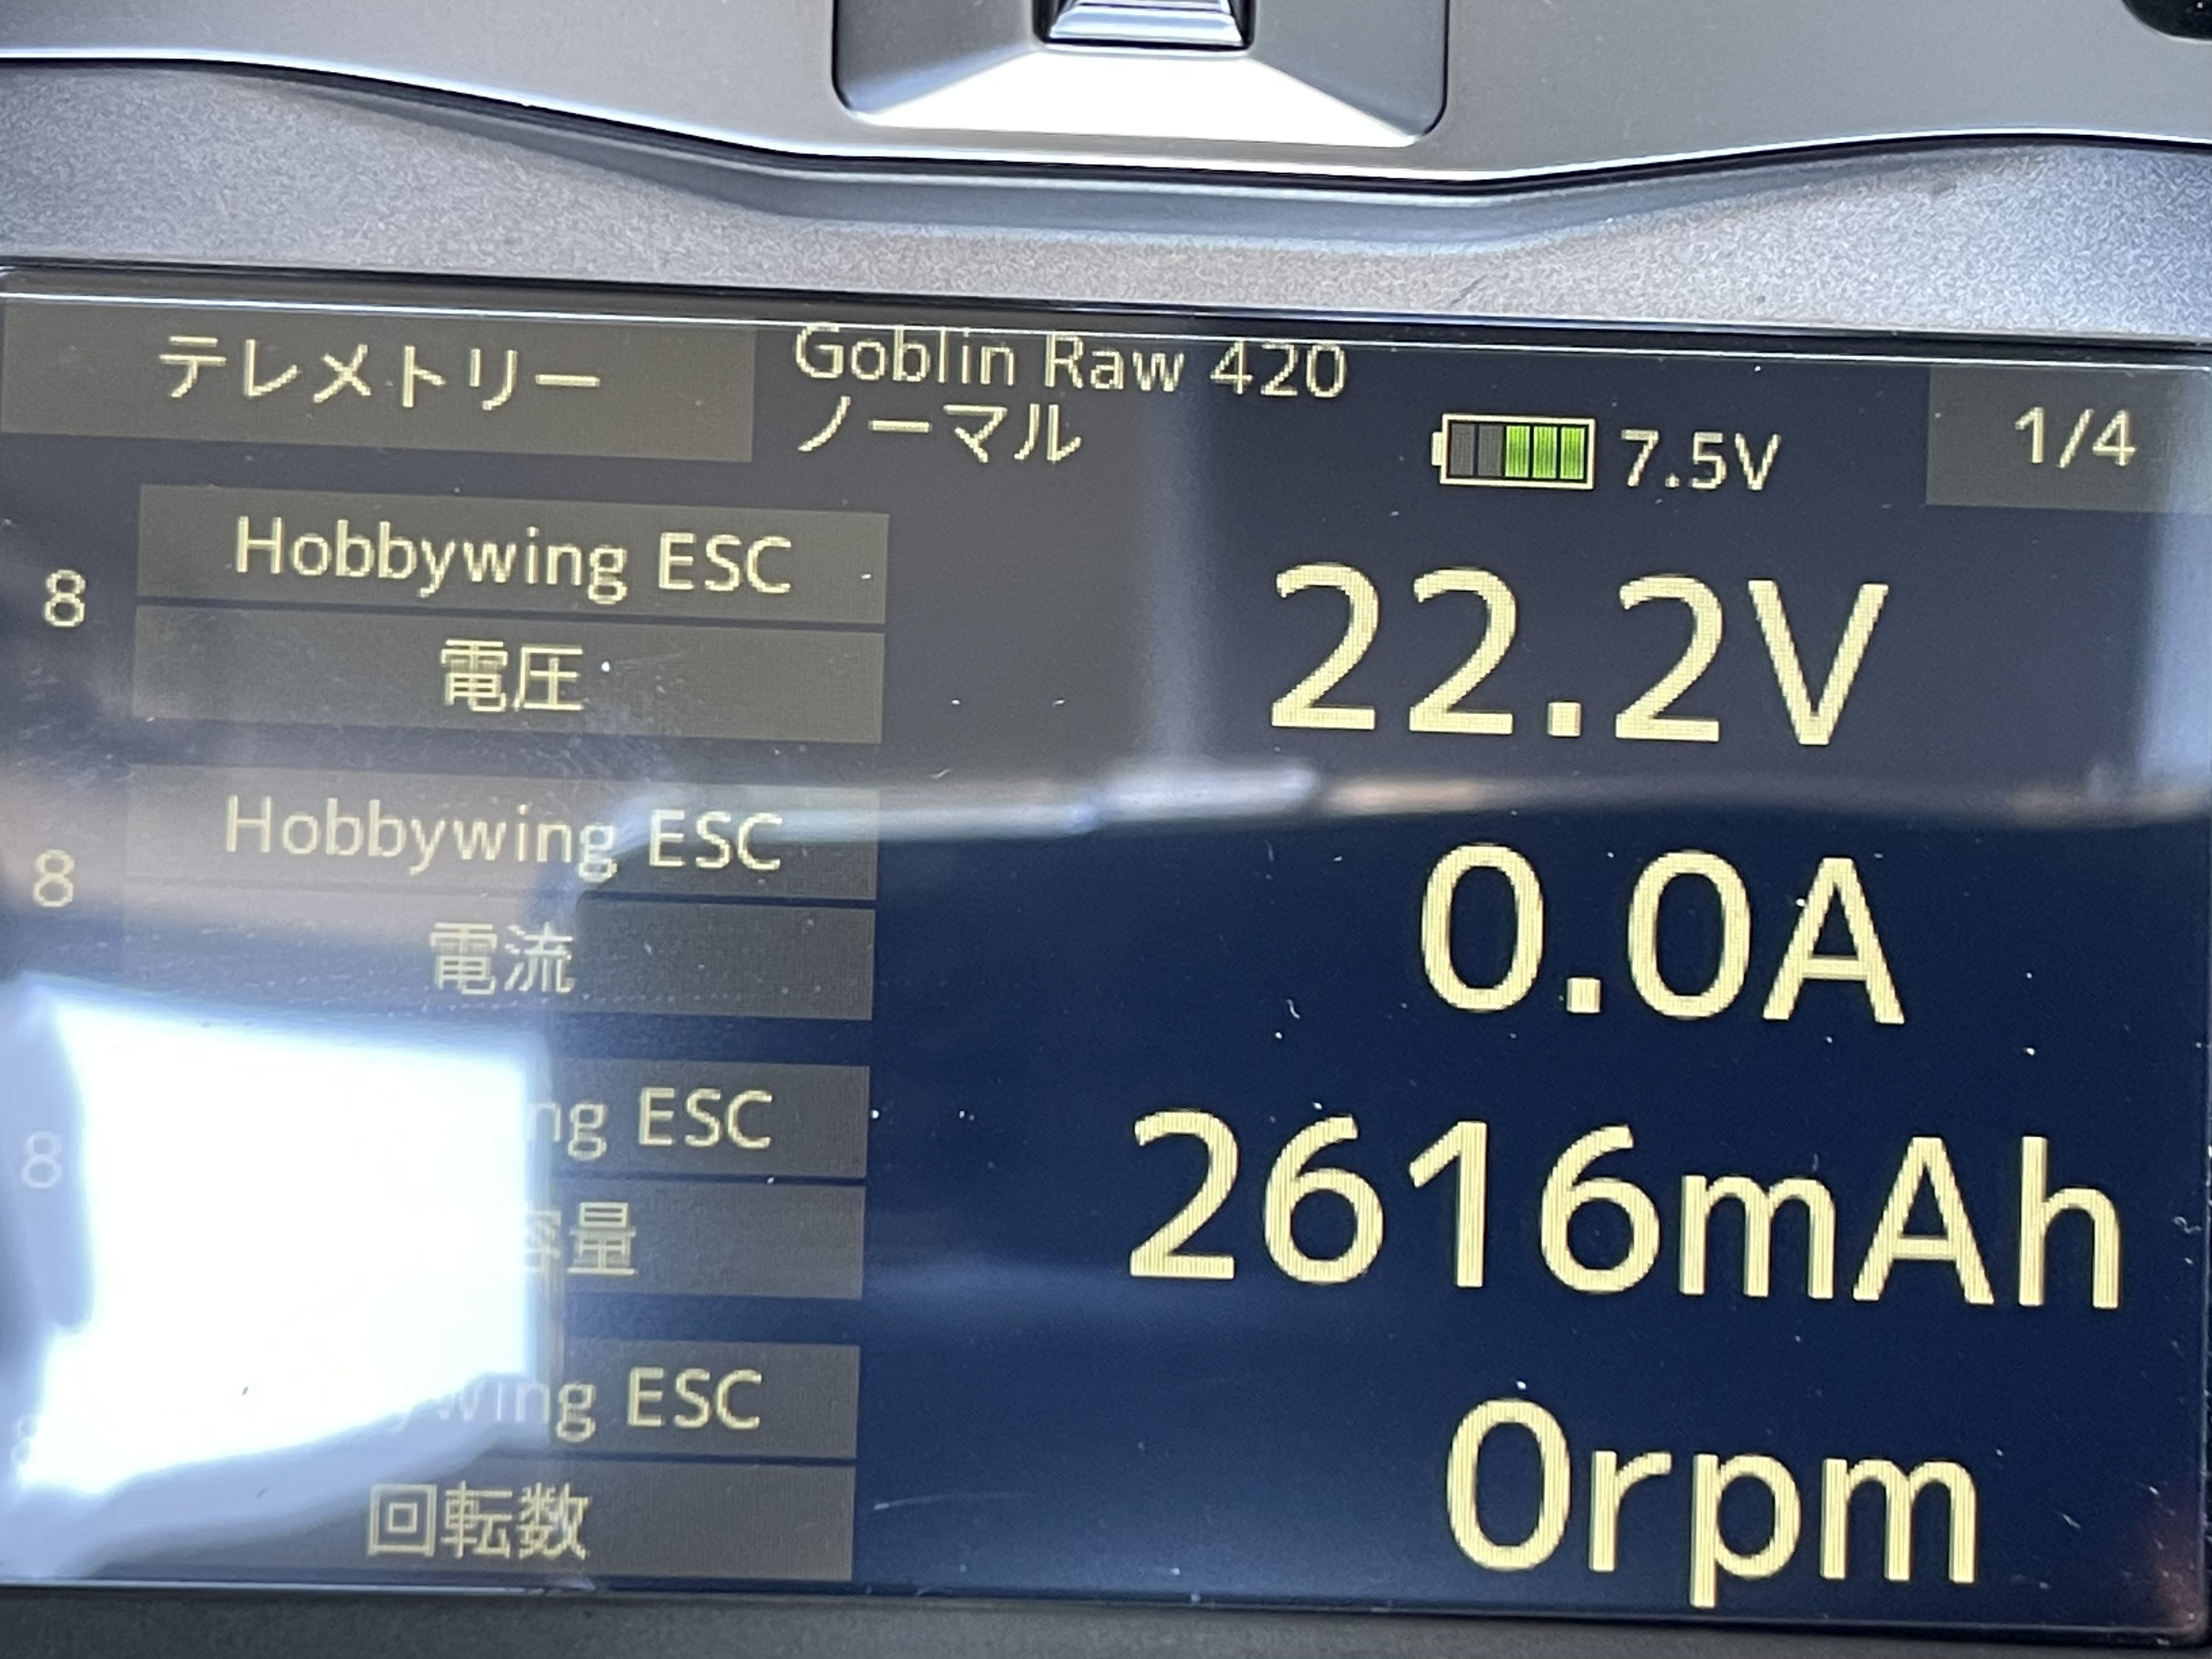 テレメトリー
Goblin Raw 420
ノーマル
7.5V
1/4
8
Hobbywing ESC
電圧
22.2V
8
Hobbywing ESC
電流
0.0A
8
ESC
容量
2616mAh
ESC
回転数
0rpm